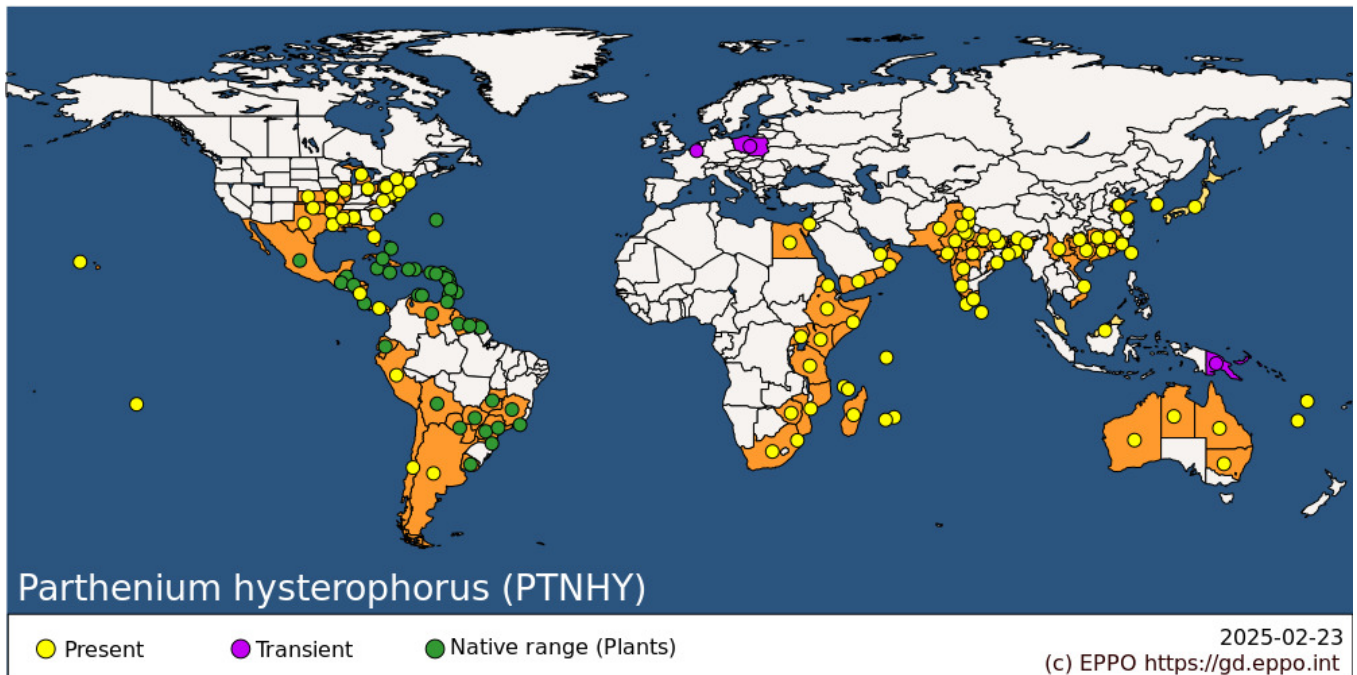 Parthenium hysterophorus (PTNHY)
Present
Transient
Native range (Plants)
2025-02-23
(c) EPPO https://gd.eppo.int